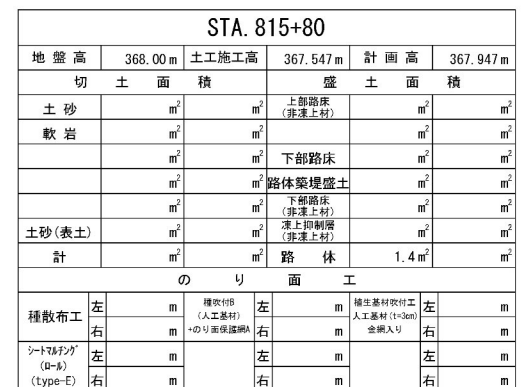 STA. 815+80
地盤高 368.00m 土工施工高 367.547m 計画高 367.947m
切土面積 盛土面積
土砂 m² m² 上部路床(非凍上材) m² m²
軟岩 m² m² m² m²
m² m² 下部路床 m² m²
m² m² 路体築堤盛土 m² m²
m² m² 下部路床(非凍上材) m² m²
土砂(表土) m² m² 凍上抑制層(非凍上材) m² m²
計 m² m² 路体 1.4m² m²
のり面工
種散布工 左 m 種吹付B(人工基材)+のり面保護網A 左 m 植生基材吹付工 人工基材(t=3cm) 金網入り 左 m
右 m 右 m 右 m
シートマルチング(ロール)(type-E) 左 m 左 m 左 m
右 m 右 m 右 m